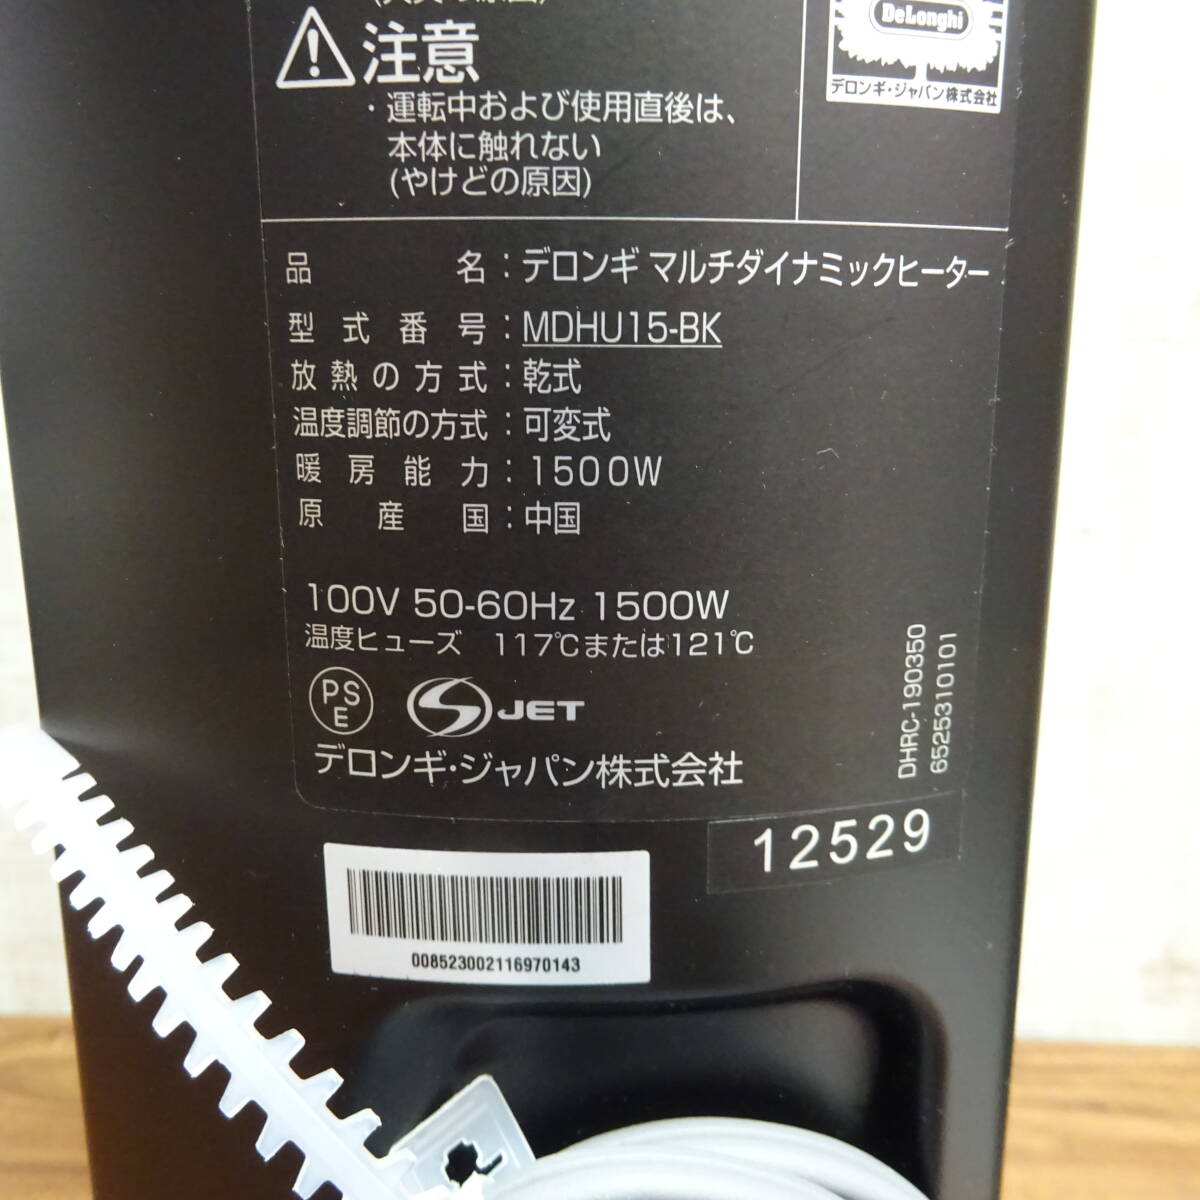 注意
・運転中および使用直後は、
本体に触れない
(やけどの原因)
DeLonghi
デロンギ・ジャパン株式会社
品名：デロンギ マルチダイナミックヒーター
型式番号：MDHU15-BK
放熱の方式：乾式
温度調節の方式：可変式
暖房能力：1500W
原産国：中国
100V 50-60Hz 1500W
温度ヒューズ 117℃または121℃
PS
E
JET
デロンギ・ジャパン株式会社
DHRC-190350
6525310101
12529
008523002116970143